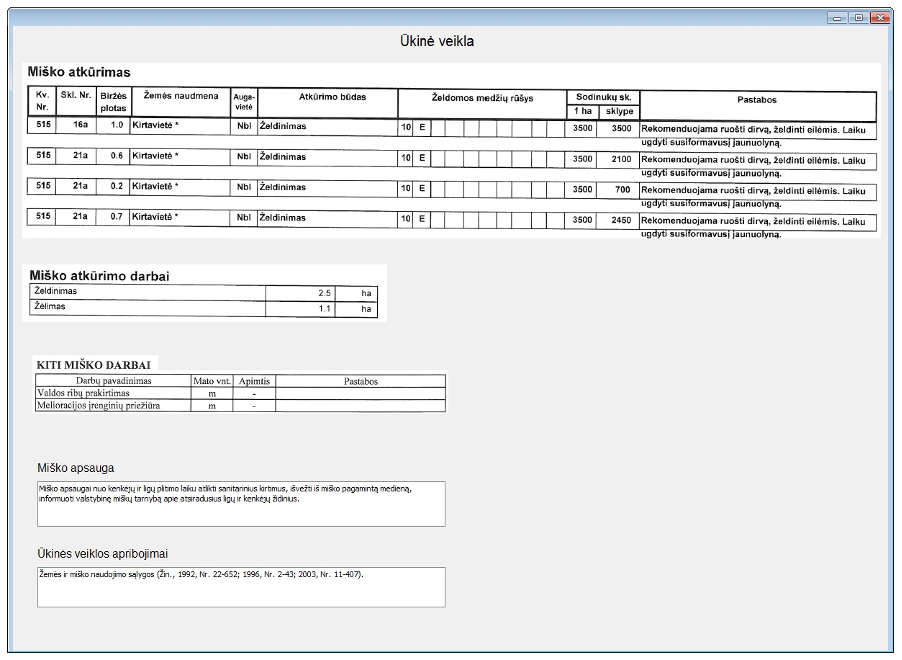 Ūkinė veikla
Miško atkūrimas
Kv. Nr. Skl. Nr. Biržės plotas Žemės naudmena Auga-vietė Atkūrimo būdas Želdomos medžių rūšys Sodinukų sk. Pastabos
1 ha sklype
515 16a 1.0 Kirtavietė * Nbl Želdinimas 10 E 3500 3500 Rekomenduojama ruošti dirvą, želdinti eilėmis. Laiku
ugdyti susiformavusį jaunuolyną.
515 21a 0.6 Kirtavietė * Nbl Želdinimas 10 E 3500 2100 Rekomenduojama ruošti dirvą, želdinti eilėmis. Laiku
ugdyti susiformavusį jaunuolyną.
515 21a 0.2 Kirtavietė * Nbl Želdinimas 10 E 3500 700 Rekomenduojama ruošti dirvą, želdinti eilėmis. Laiku
ugdyti susiformavusį jaunuolyną.
515 21a 0.7 Kirtavietė * Nbl Želdinimas 10 E 3500 2450 Rekomenduojama ruošti dirvą, želdinti eilėmis. Laiku
ugdyti susiformavusį jaunuolyną.
Miško atkūrimo darbai
Želdinimas 2.5 ha
Žėlimas 1.1 ha
KITI MIŠKO DARBAI
Darbų pavadinimas Mato vnt. Apimtis Pastabos
Valdos ribų prakirtimas m -
Melioracijos įrenginių priežiūra m -
Miško apsauga
Miško apsaugai nuo kenkėjų ir ligų plitimo laiku atlikti sanitarinius kirtimus, išvežti iš miško pagamintą medieną,
informuoti valstybinę miškų tarnybą apie atsiradusius ligų ir kenkėjų židinius.
Ūkinės veiklos apribojimai
Žemės ir miško naudojimo sąlygos (Žin., 1992, Nr. 22-652; 1996, Nr. 2-43; 2003, Nr. 11-407).